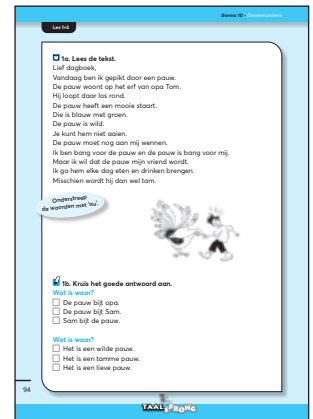 thema 10 - Dierenmanieren
Les 1+2
1a. Lees de tekst.
Lief dagboek,
Vandaag ben ik gepikt door een pauw.
De pauw woont op het erf van opa Tom.
Hij loopt daar los rond.
De pauw heeft een mooie staart.
Die is blauw met groen.
De pauw is wild.
Je kunt hem niet aaien.
De pauw moet nog aan mij wennen.
Ik ben bang voor de pauw en de pauw is bang voor mij.
Maar ik wil dat de pauw mijn vriend wordt.
Ik ga hem elke dag eten en drinken brengen.
Misschien wordt hij dan wel tam.
Onderstreep
de woorden met 'au'.
1b. Kruis het goede antwoord aan.
Wat is waar?
De pauw bijt opa.
De pauw bijt Sam.
Sam bijt de pauw.
Wat is waar?
Het is een wilde pauw.
Het is een tamme pauw.
Het is een lieve pauw.
94
TAALSPRONG